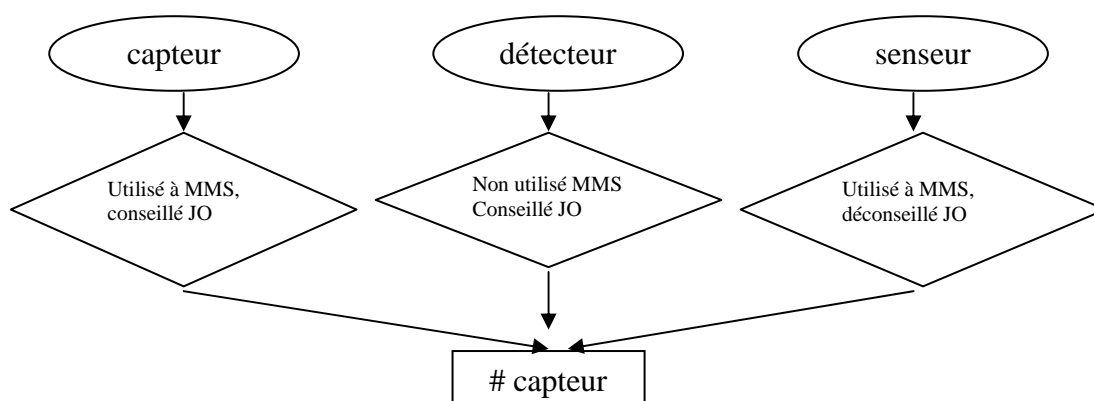 capteur
détecteur
senseur
Utilisé à MMS,
conseillé JO
Non utilisé MMS
Conseillé JO
Utilisé à MMS,
déconseillé JO
# capteur